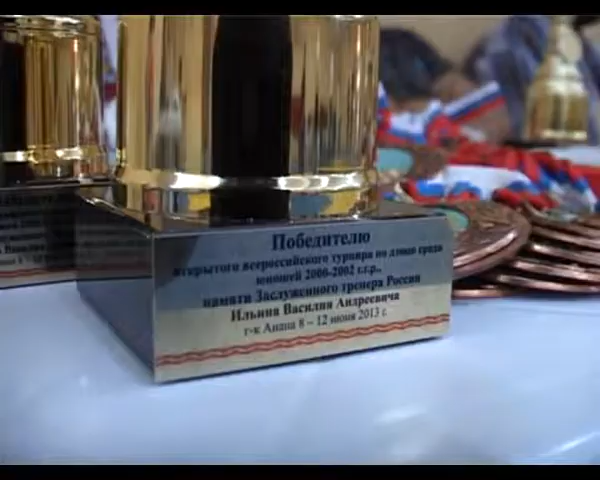 Победителю
открытого всероссийского турнира по дзюдо среди
юношей 2000-2002 г.г.р.,
памяти Заслуженного тренера России
Ильина Василия Андреевича
г-к Анапа 8 – 12 июня 2013 г.